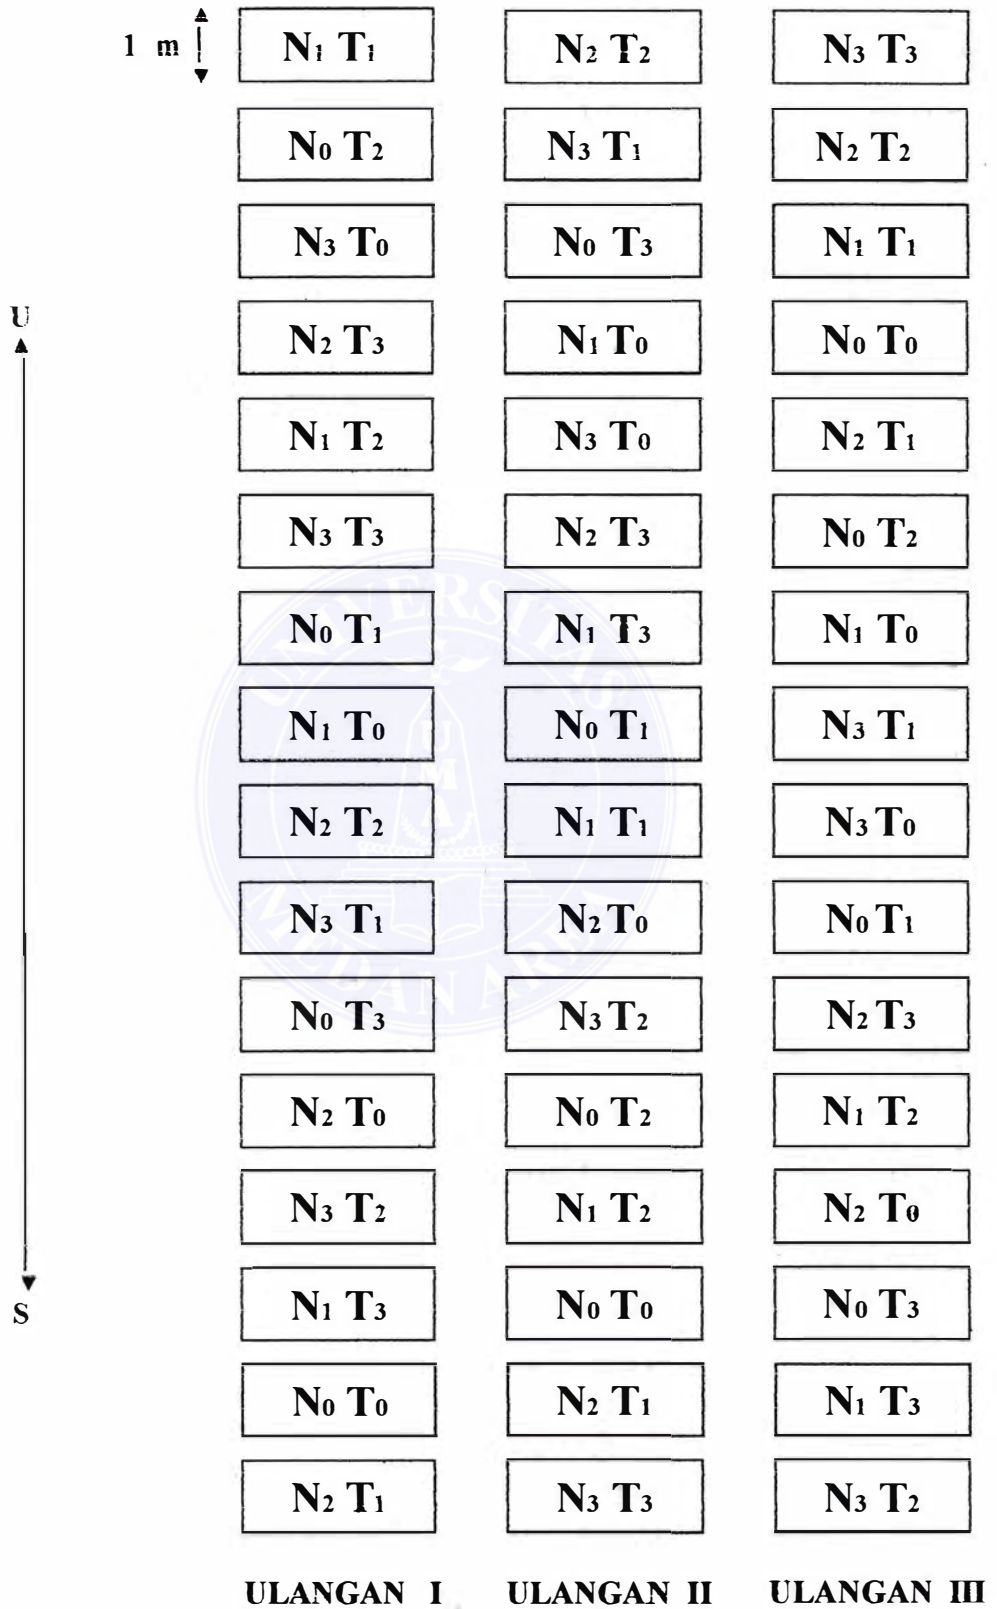 1 m N1 T1 N2 T2 N3 T3
N0 T2 N3 T1 N2 T2
N3 T0 N0 T3 N1 T1
U
N2 T3 N1 T0 N0 T0
N1 T2 N3 T0 N2 T1
N3 T3 N2 T3 N0 T2
N0 T1 N1 T3 N1 T0
N1 T0 N0 T1 N3 T1
N2 T2 N1 T1 N3 T0
N3 T1 N2 T0 N0 T1
N0 T3 N3 T2 N2 T3
N2 T0 N0 T2 N1 T2
N3 T2 N1 T2 N2 T0
S N1 T3 N0 T0 N0 T3
N0 T0 N2 T1 N1 T3
N2 T1 N3 T3 N3 T2
ULANGAN I ULANGAN II ULANGAN III
UNIVERSITAS
UMA
MEDAN AREA